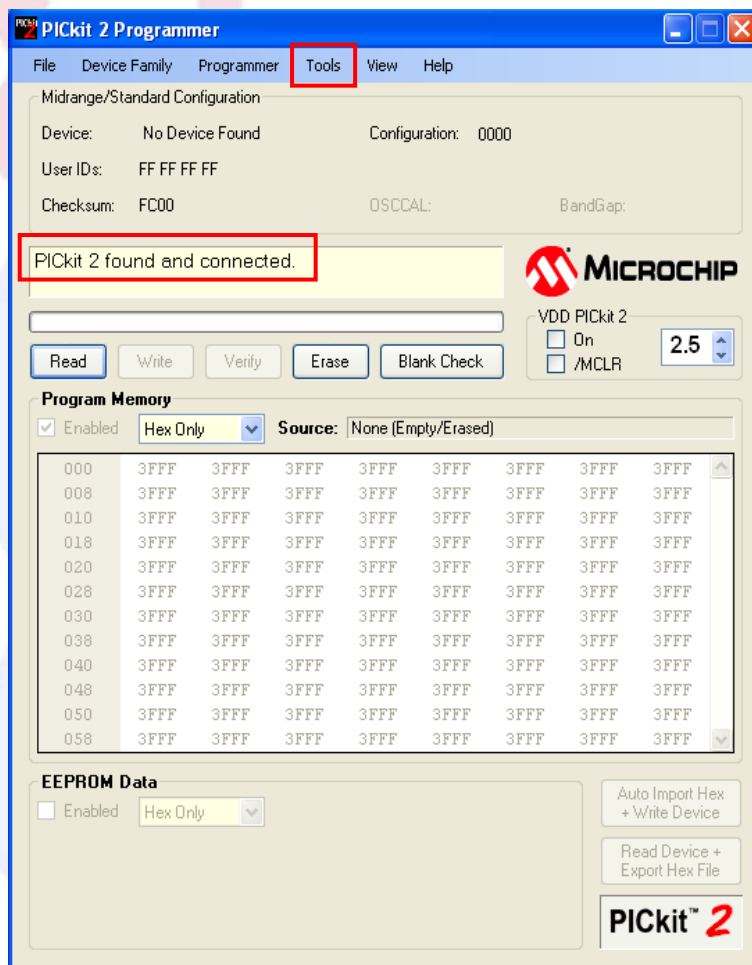 PICkit 2 Programmer
File Device Family Programmer Tools View Help
Midrange/Standard Configuration
Device: No Device Found Configuration: 0000
User IDs: FF FF FF FF
Checksum: FC00 OSCCAL: BandGap:
PICkit 2 found and connected.
MICROCHIP
VDD PICkit 2
On
/MCLR
2.5
Read Write Verify Erase Blank Check
Program Memory
Enabled Hex Only Source: None (Empty/Erased)
000 3FFF 3FFF 3FFF 3FFF 3FFF 3FFF 3FFF 3FFF
008 3FFF 3FFF 3FFF 3FFF 3FFF 3FFF 3FFF 3FFF
010 3FFF 3FFF 3FFF 3FFF 3FFF 3FFF 3FFF 3FFF
018 3FFF 3FFF 3FFF 3FFF 3FFF 3FFF 3FFF 3FFF
020 3FFF 3FFF 3FFF 3FFF 3FFF 3FFF 3FFF 3FFF
028 3FFF 3FFF 3FFF 3FFF 3FFF 3FFF 3FFF 3FFF
030 3FFF 3FFF 3FFF 3FFF 3FFF 3FFF 3FFF 3FFF
038 3FFF 3FFF 3FFF 3FFF 3FFF 3FFF 3FFF 3FFF
040 3FFF 3FFF 3FFF 3FFF 3FFF 3FFF 3FFF 3FFF
048 3FFF 3FFF 3FFF 3FFF 3FFF 3FFF 3FFF 3FFF
050 3FFF 3FFF 3FFF 3FFF 3FFF 3FFF 3FFF 3FFF
058 3FFF 3FFF 3FFF 3FFF 3FFF 3FFF 3FFF 3FFF
EEPROM Data
Enabled Hex Only
Auto Import Hex
+ Write Device
Read Device +
Export Hex File
PICkit™ 2